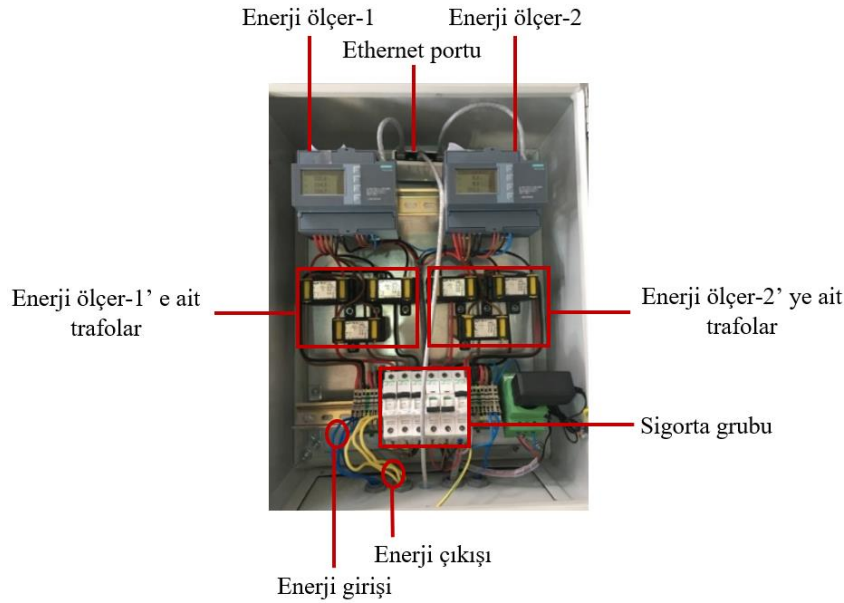 Enerji ölçer-1
Enerji ölçer-2
Ethernet portu
Enerji ölçer-1’ e ait
trafolar
Enerji ölçer-2’ ye ait
trafolar
Sigorta grubu
Enerji çıkışı
Enerji girişi